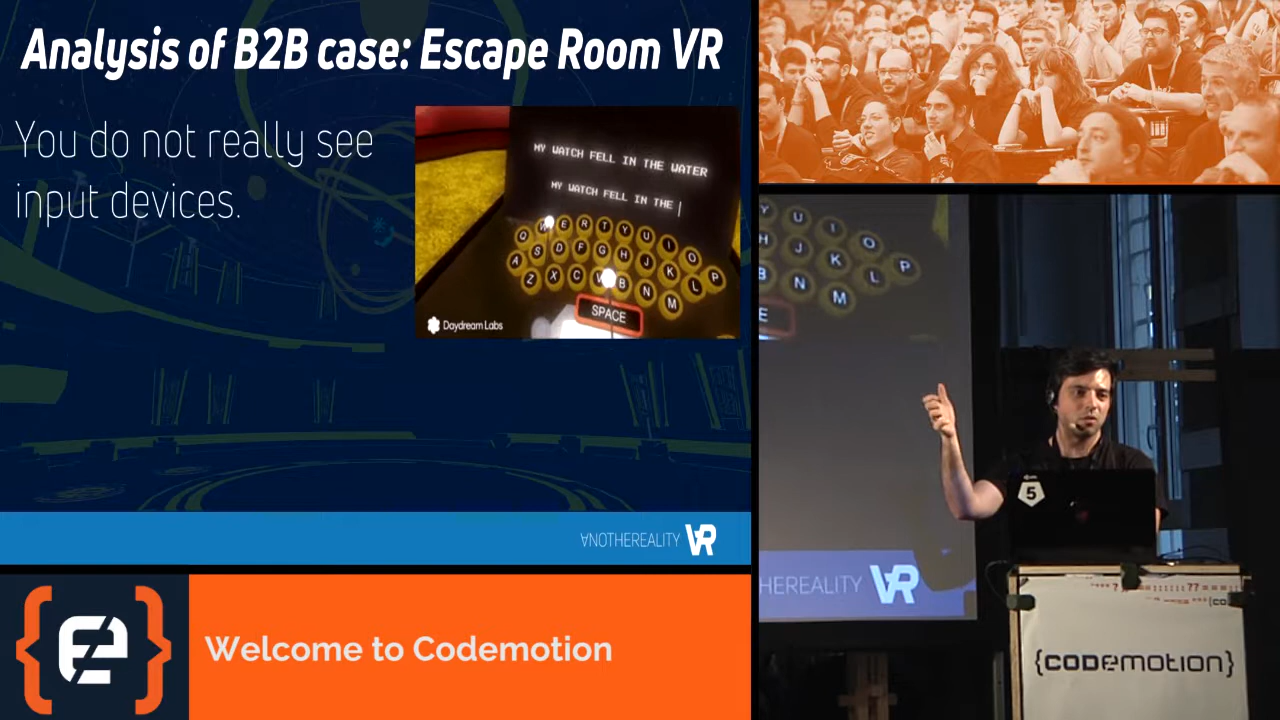 Analysis of B2B case: Escape Room VR
You do not really see
input devices.
MY WATCH FELL IN THE WATER
MY WATCH FELL IN THE
Q W E R T Y U I O P
A S D F G H J K L
Z X C V B N M
SPACE
Daydream Labs
∀NOTHEREALITY VR
Welcome to Codemotion
Y U I O P
H J K L
B N M
E
HEREALITY VR
5
{CODEMOTION}